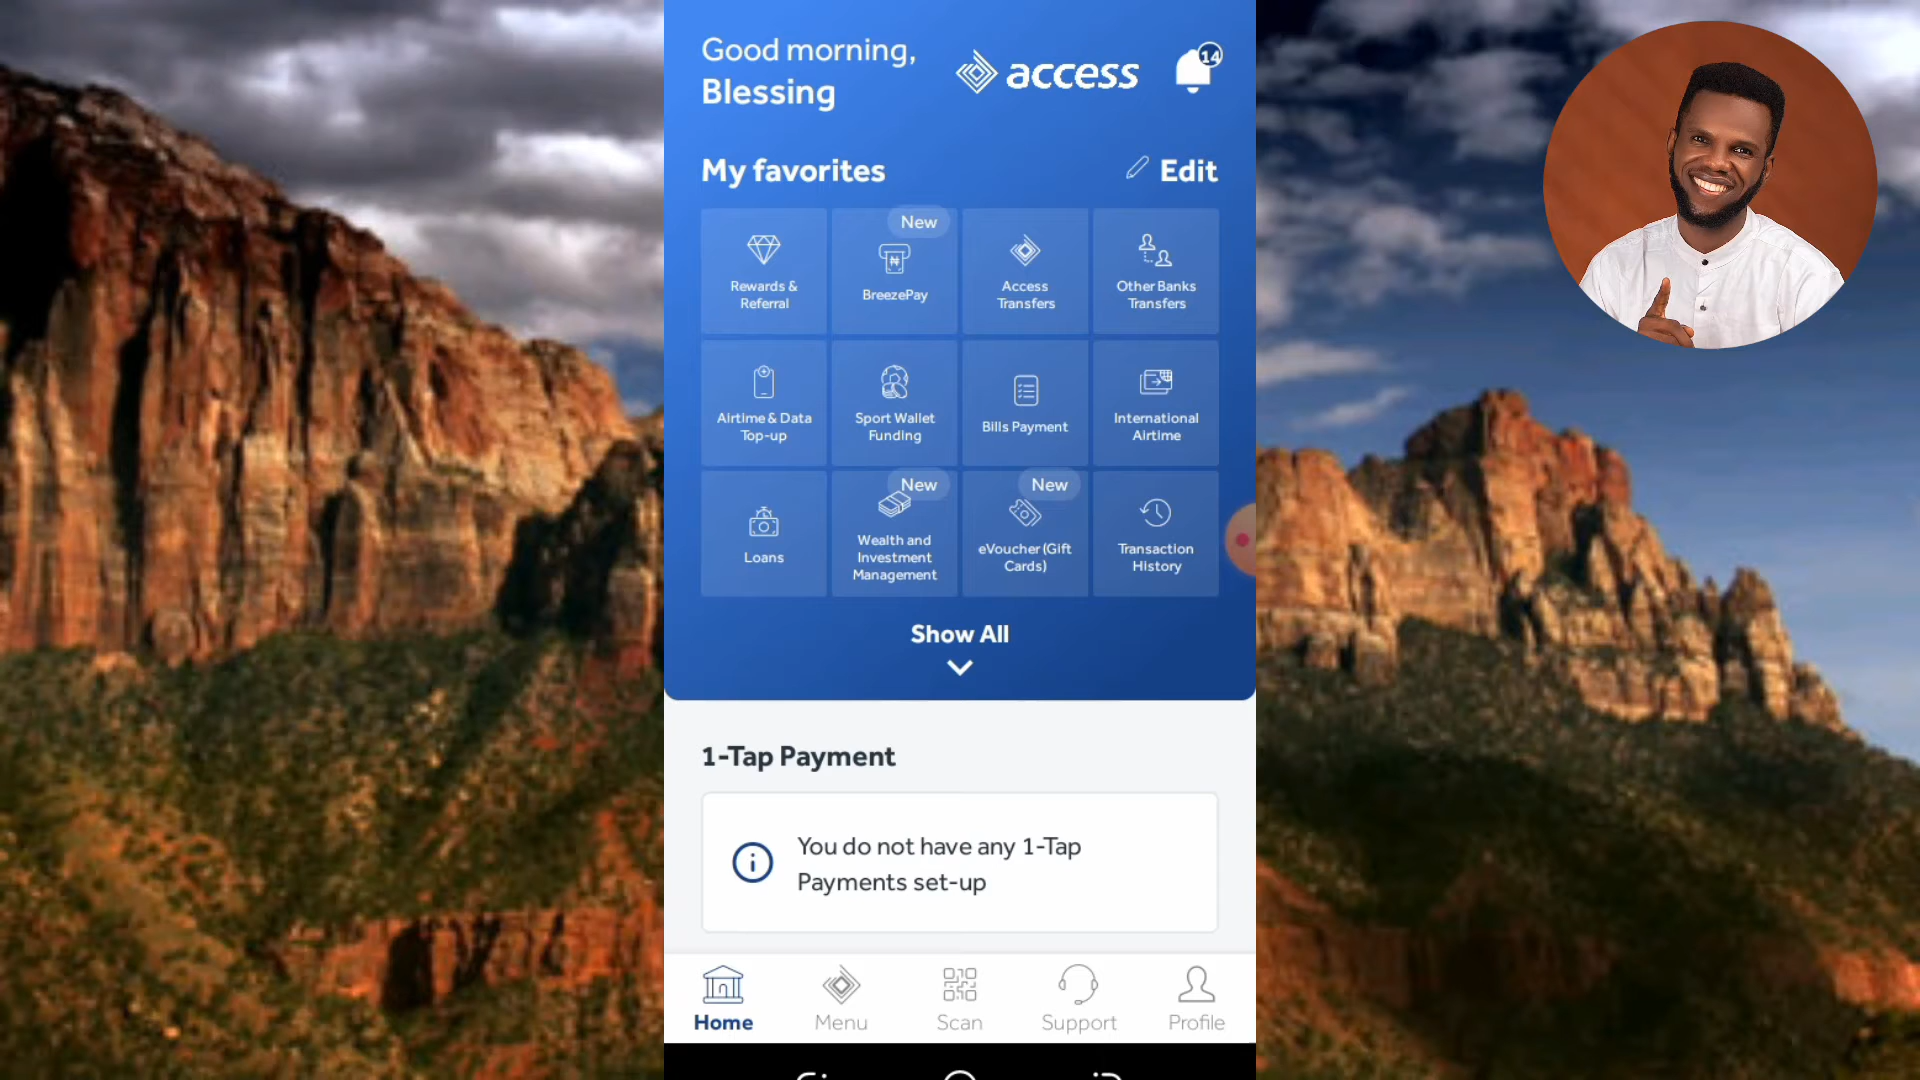 Good morning,
Blessing
access
14
My favorites
Edit
Rewards &
Referral
New
BreezePay
Access
Transfers
Other Banks
Transfers
Airtime & Data
Top-up
Sport Wallet
Funding
Bills Payment
International
Airtime
Loans
New
Wealth and
Investment
Management
New
eVoucher (Gift
Cards)
Transaction
History
Show All
1-Tap Payment
You do not have any 1-Tap
Payments set-up
Home
Menu
Scan
Support
Profile